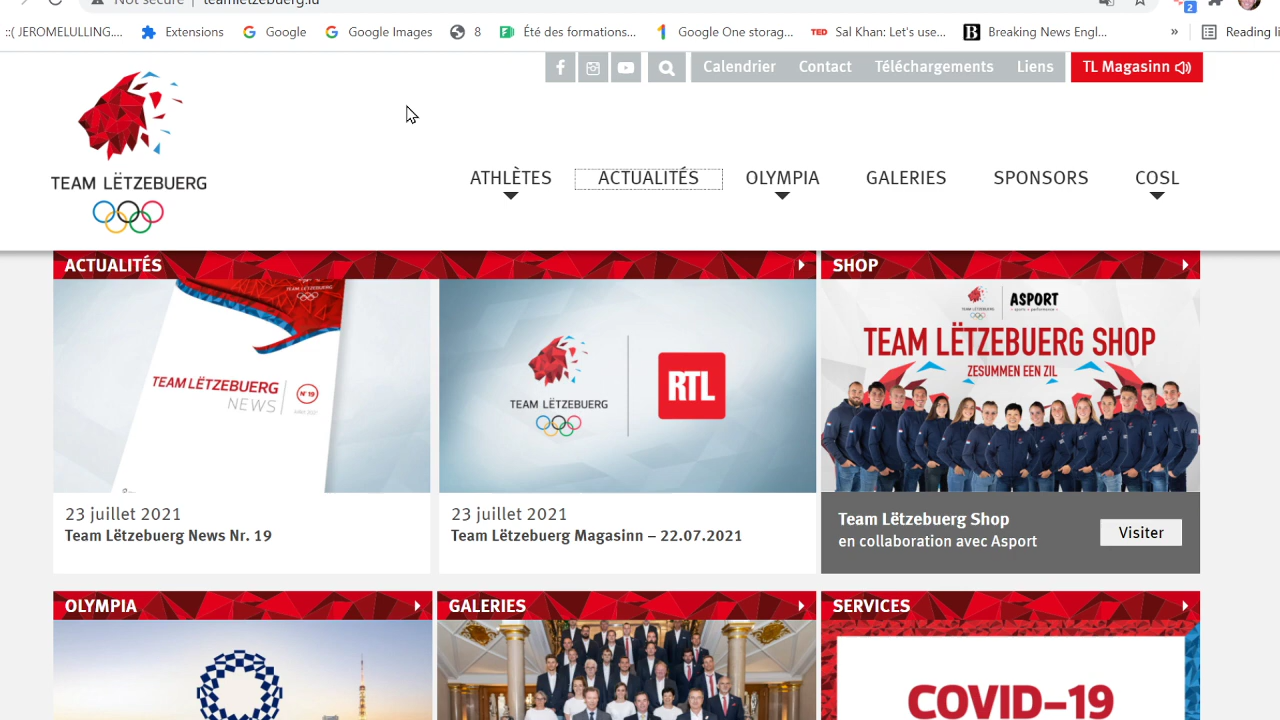 Not secure | teamletzebuerg.lu
::( JEROMELULLING.... Extensions Google Google Images 8 Été des formations... Google One storag... TED Sal Khan: Let's use... B Breaking News Engl... » Reading li
2
Calendrier Contact Téléchargements Liens TL Magasinn
TEAM LËTZEBUERG
ATHLÈTES ACTUALITÉS OLYMPIA GALERIES SPONSORS COSL
ACTUALITÉS
SHOP
TEAM LËTZEBUERG
NEWS
N°19
TEAM LËTZEBUERG
RTL
ASPORT
TEAM LËTZEBUERG SHOP
ZESUMMEN EEN ZIL
23 juillet 2021
Team Lëtzebuerg News Nr. 19
23 juillet 2021
Team Lëtzebuerg Magasinn – 22.07.2021
Team Lëtzebuerg Shop
en collaboration avec Asport
Visiter
OLYMPIA
GALERIES
SERVICES
COVID–19